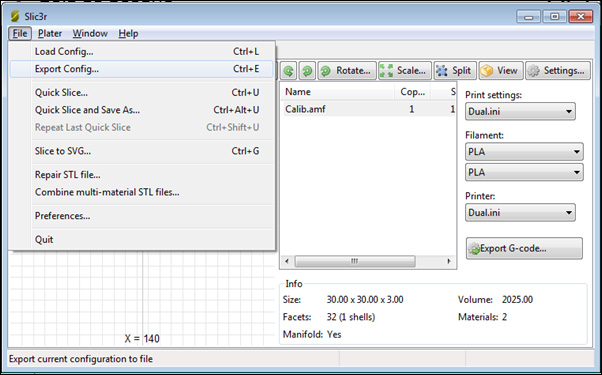 Slic3r
File Plater Window Help
Load Config... Ctrl+L
Export Config... Ctrl+E
Quick Slice... Ctrl+U
Quick Slice and Save As... Ctrl+Alt+U
Repeat Last Quick Slice Ctrl+Shift+U
Slice to SVG... Ctrl+G
Repair STL file...
Combine multi-material STL files...
Preferences...
Quit
Rotate... Scale... Split View Settings...
Name Cop... S
Calib.amf 1 1
Print settings:
Dual.ini
Filament:
PLA
PLA
Printer:
Dual.ini
Export G-code...
Info
Size: 30.00 x 30.00 x 3.00 Volume: 2025.00
Facets: 32 (1 shells) Materials: 2
Manifold: Yes
X = 140
Export current configuration to file